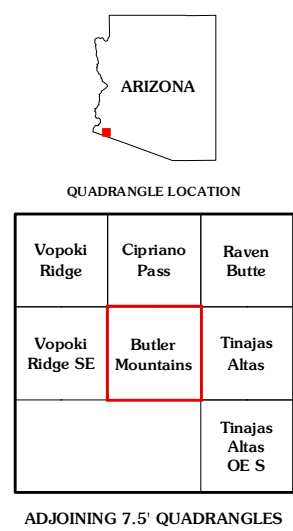 ARIZONA
QUADRANGLE LOCATION
Vopoki
Ridge
Cipriano
Pass
Raven
Butte
Vopoki
Ridge SE
Butler
Mountains
Tinajas
Altas
Tinajas
Altas
OE S
ADJOINING 7.5' QUADRANGLES